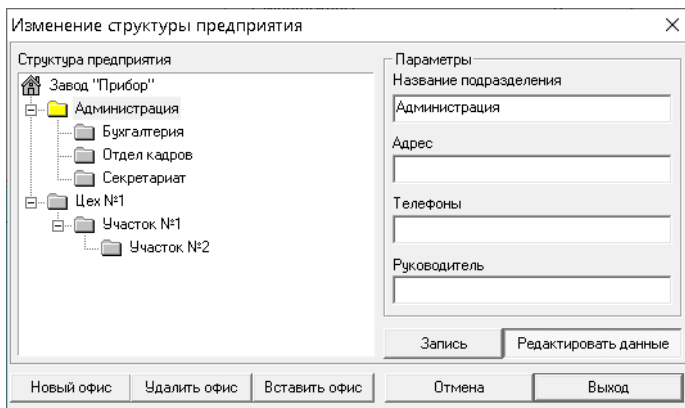 Изменение структуры предприятия
Структура предприятия
Завод "Прибор"
Администрация
Бухгалтерия
Отдел кадров
Секретариат
Цех №1
Участок №1
Участок №2
Параметры
Название подразделения
Администрация
Адрес
Телефоны
Руководитель
Запись Редактировать данные
Новый офис Удалить офис Вставить офис Отмена Выход